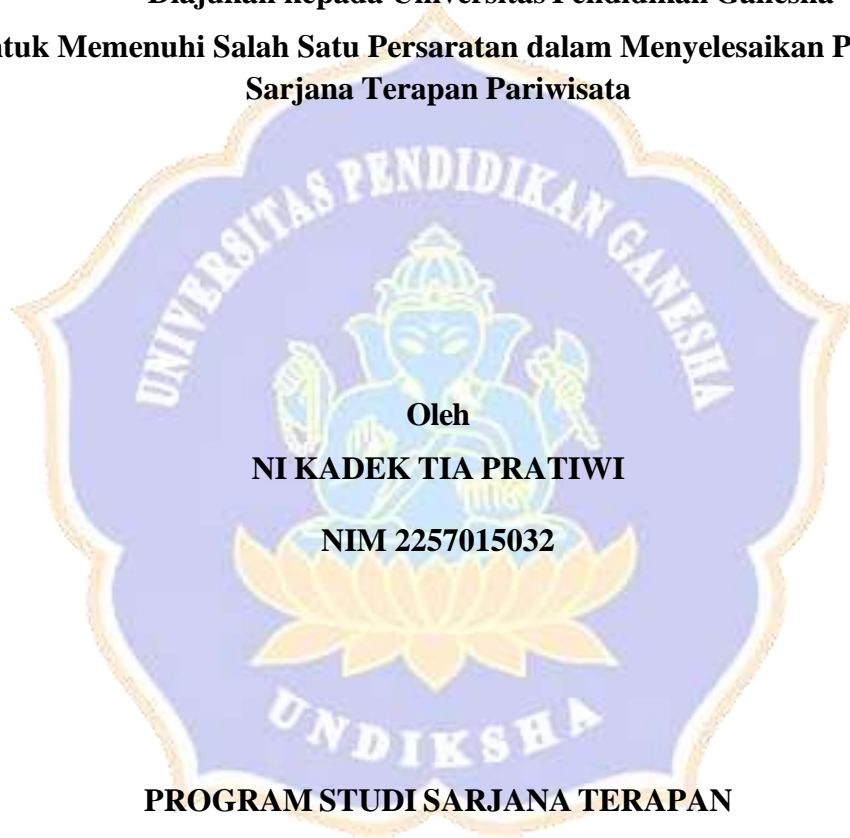 Diajukan kepada Universitas Pendidikan Ganesha
Memenuhi Salah Satu Persaratan dalam Menyelesaikan
Sarjana Terapan Pariwisata
UNIVERSITAS PENDIDIKAN GANESHA
Oleh
NI KADEK TIA PRATIWI
NIM 2257015032
UNDIKSHA
PROGRAM STUDI SARJANA TERAPAN